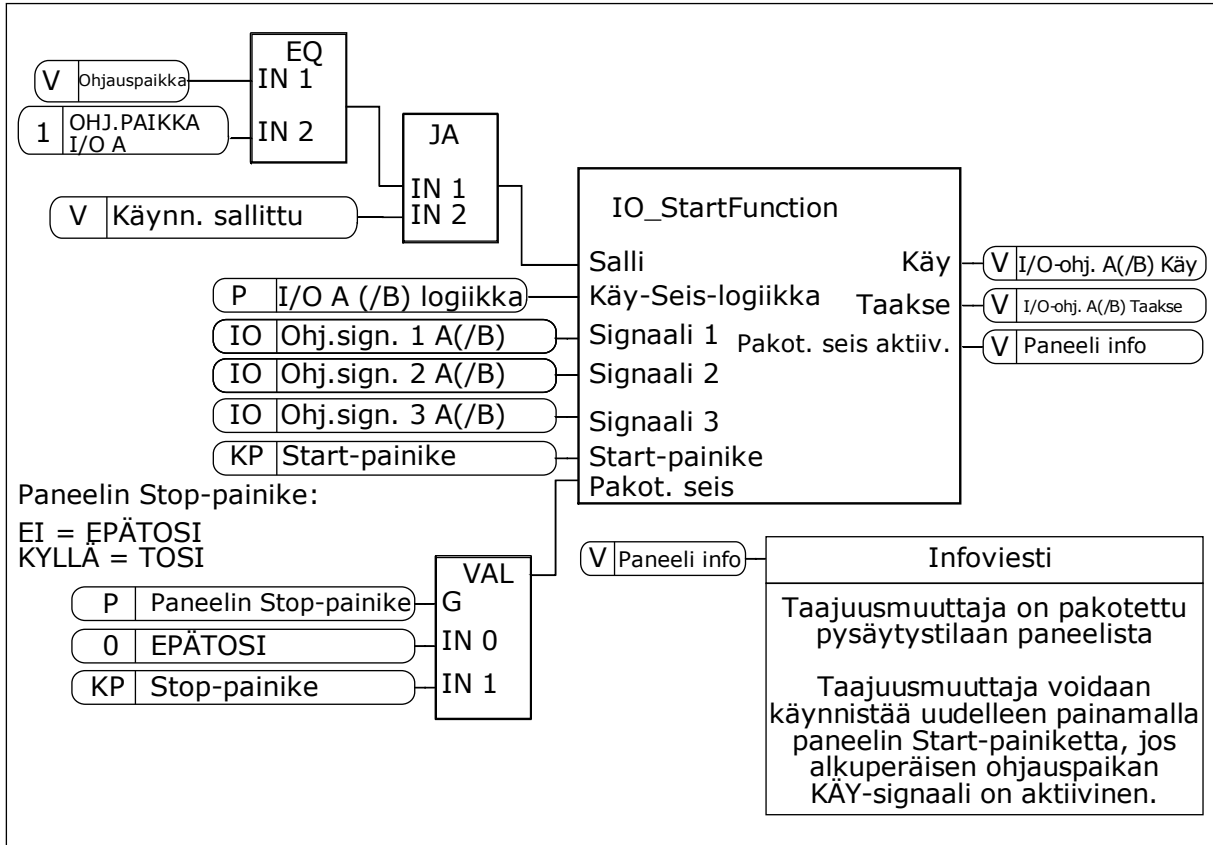 EQ
V Ohjauspaikka
IN 1
1 OHJ.PAIKKA
I/O A
IN 2
JA
IN 1
V Käynn. sallittu
IN 2
IO_StartFunction
Salli
Käy
V I/O-ohj. A(/B) Käy
P I/O A (/B) logiikka
Käy-Seis-logiikka
Taakse
V I/O-ohj. A(/B) Taakse
IO Ohj.sign. 1 A(/B)
Signaali 1
Pakot. seis aktiiv.
V Paneeli info
IO Ohj.sign. 2 A(/B)
Signaali 2
IO Ohj.sign. 3 A(/B)
Signaali 3
KP Start-painike
Start-painike
Pakot. seis
Paneelin Stop-painike:
EI = EPÄTOSI
KYLLÄ = TOSI
VAL
P Paneelin Stop-painike
G
0 EPÄTOSI
IN 0
KP Stop-painike
IN 1
V Paneeli info
Infoviesti
Taajuusmuuttaja on pakotettu
pysäytystilaan paneelista
Taajuusmuuttaja voidaan
käynnistää uudelleen painamalla
paneelin Start-painiketta, jos
alkuperäisen ohjauspaikan
KÄY-signaali on aktiivinen.